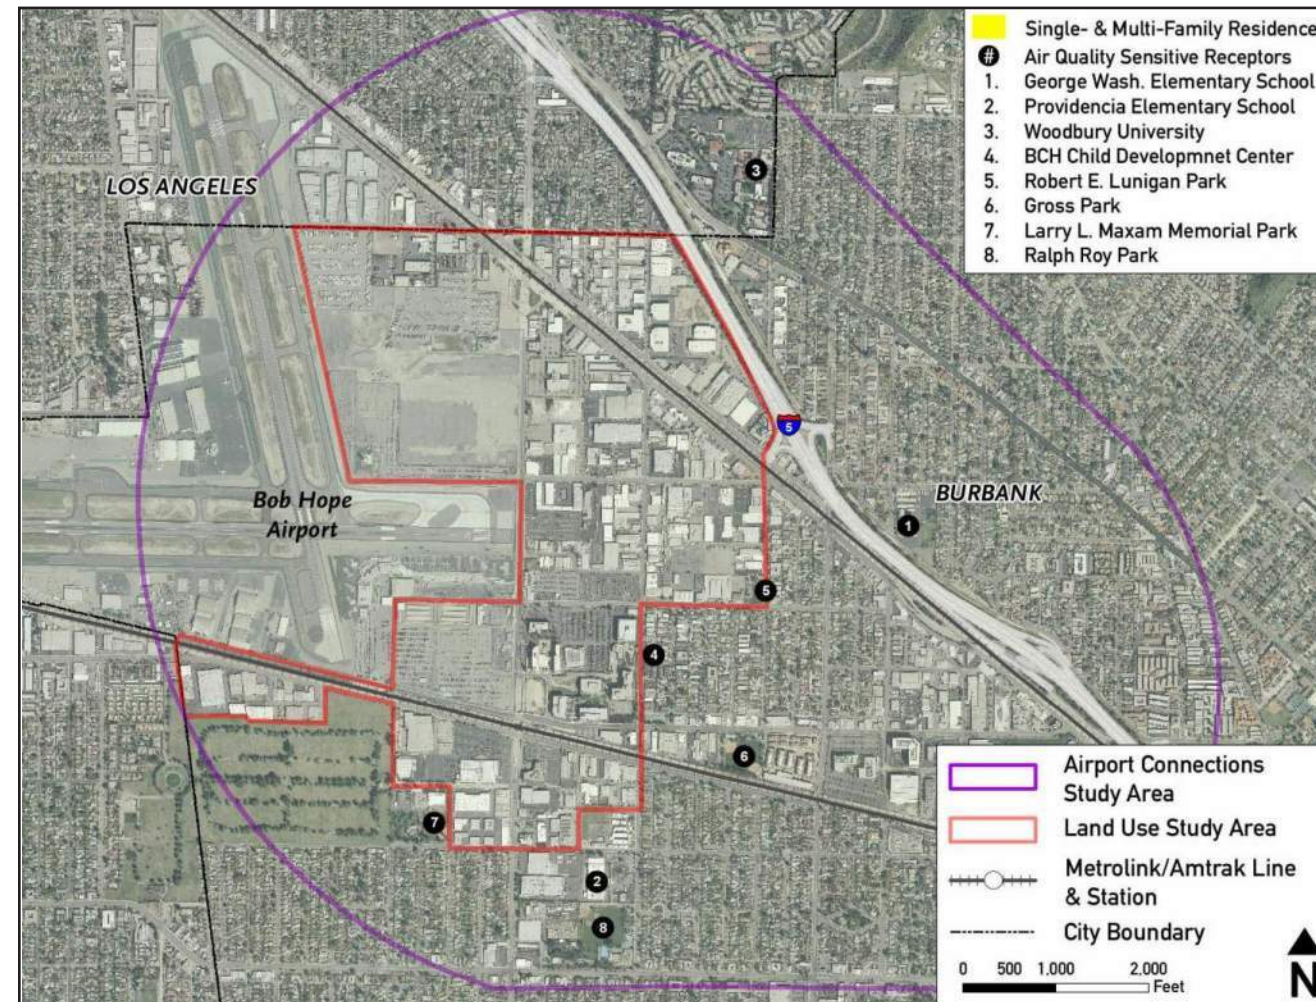 Single- & Multi-Family Residence
# Air Quality Sensitive Receptors
1. George Wash. Elementary School
2. Providencia Elementary School
3. Woodbury University
4. BCH Child Developmnet Center
5. Robert E. Lunigan Park
6. Gross Park
7. Larry L. Maxam Memorial Park
8. Ralph Roy Park
3
LOS ANGELES
5
BURBANK
Bob Hope
Airport
1
5
4
6
7
2
8
Airport Connections
Study Area
Land Use Study Area
Metrolink/Amtrak Line
& Station
City Boundary
0 500 1,000 2,000
Feet
N